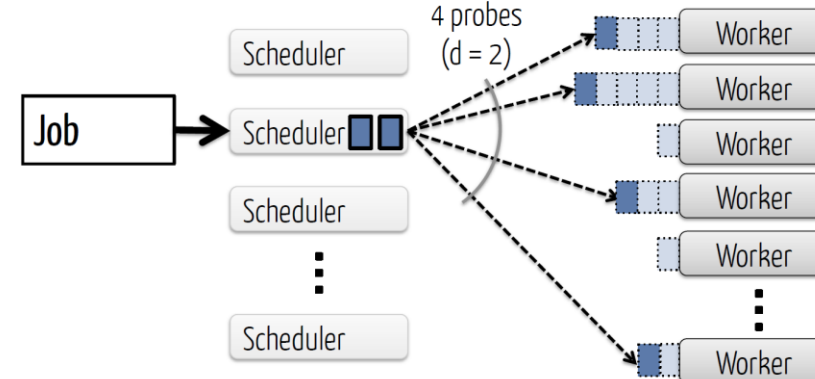 4 probes
(d = 2)
Job
Scheduler
Scheduler
Scheduler
Scheduler
Worker
Worker
Worker
Worker
Worker
Worker